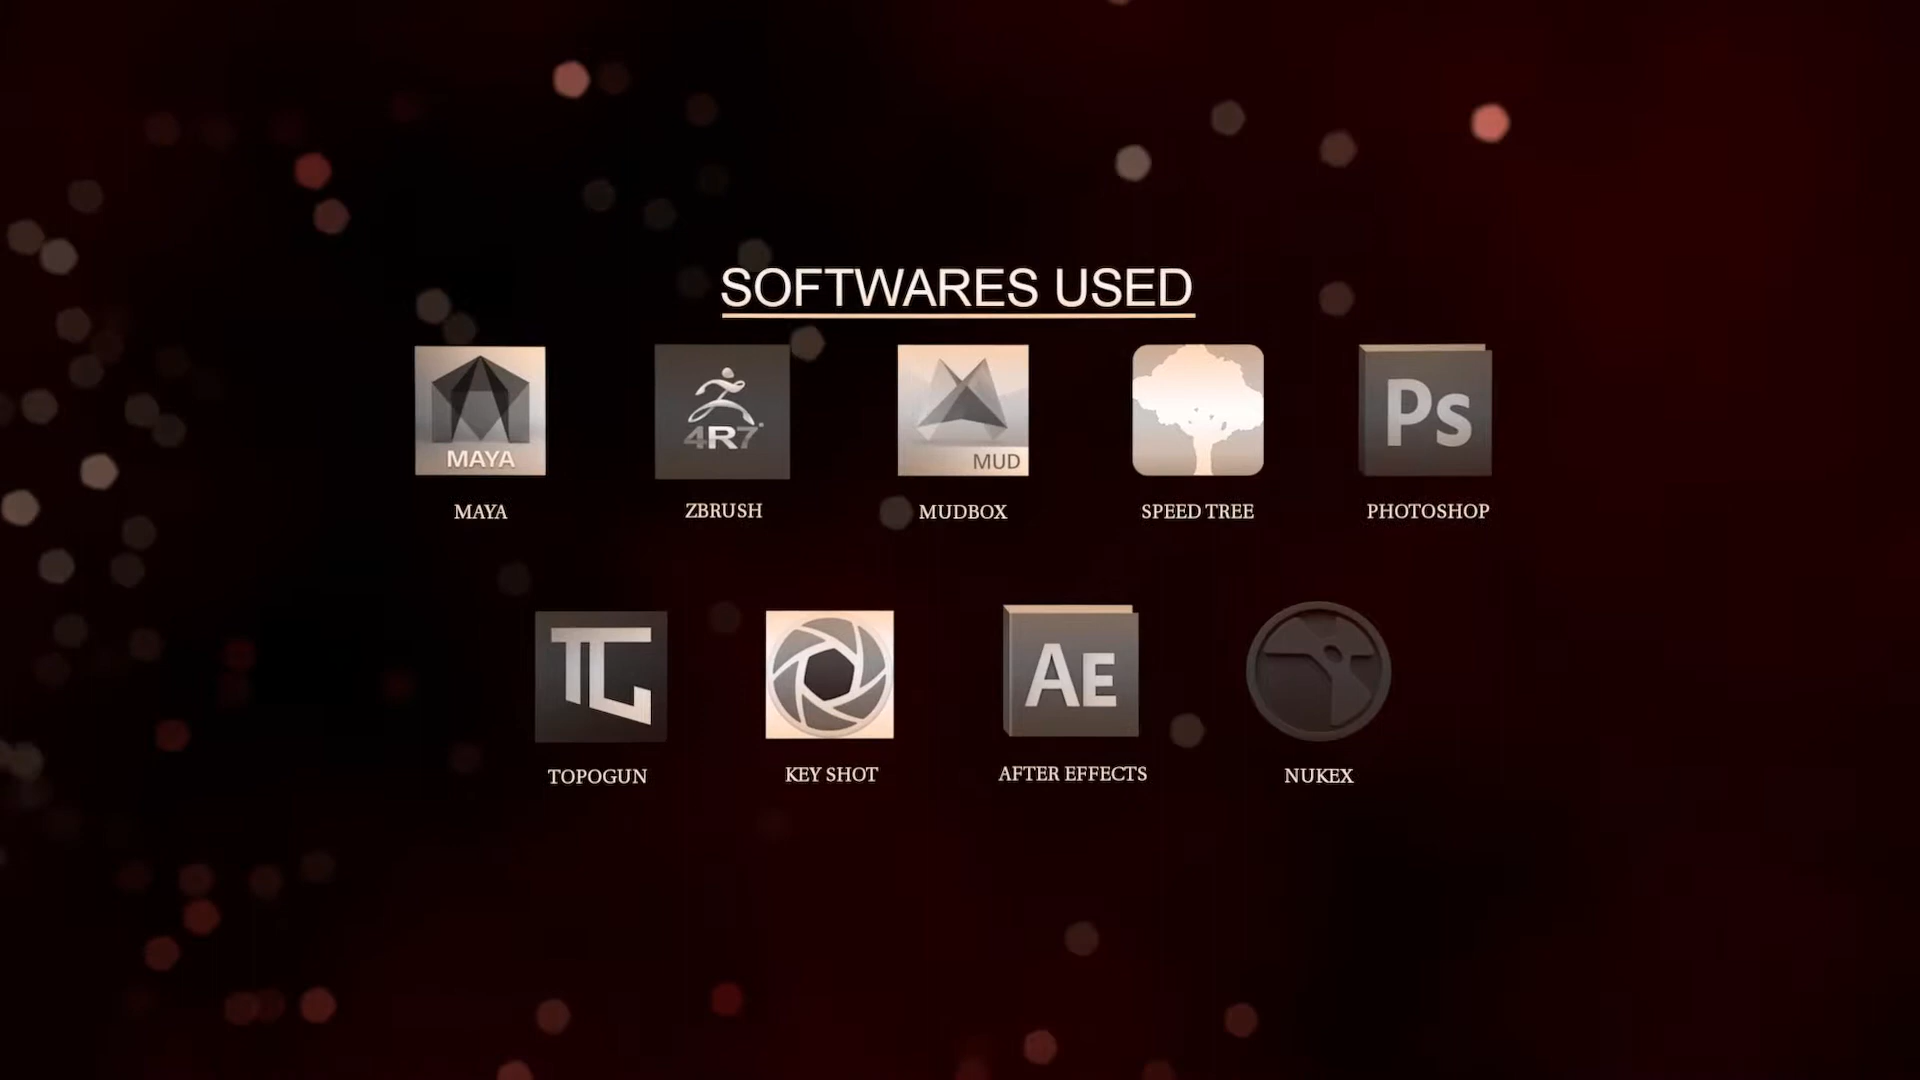 SOFTWARES USED
MAYA
4R7
MUD
Ps
MAYA
ZBRUSH
MUDBOX
SPEED TREE
PHOTOSHOP
TG
AE
TOPOGUN
KEY SHOT
AFTER EFFECTS
NUKEX